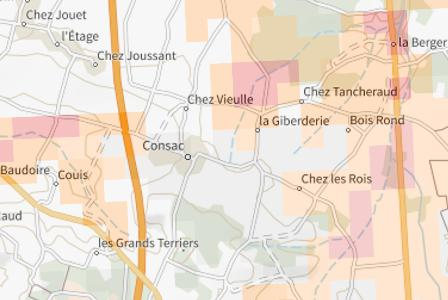 Chez Jouet
l'Étage
Chez Joussant
la Berger
Chez Vieulle
Chez Tancheraud
la Giberderie
Bois Rond
Consac
Baudoire
Couis
Chez les Rois
aud
les Grands Terriers